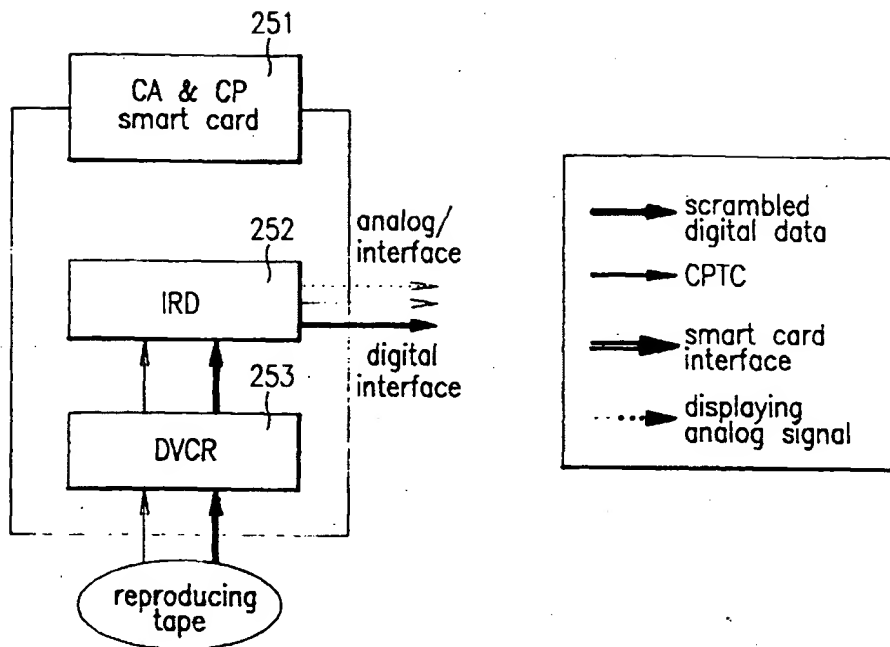 251
CA & CP
smart card
252
analog/
interface
IRD
digital
interface
253
DVCR
reproducing
tape
scrambled
digital data
CPTC
smart card
interface
displaying
analog signal